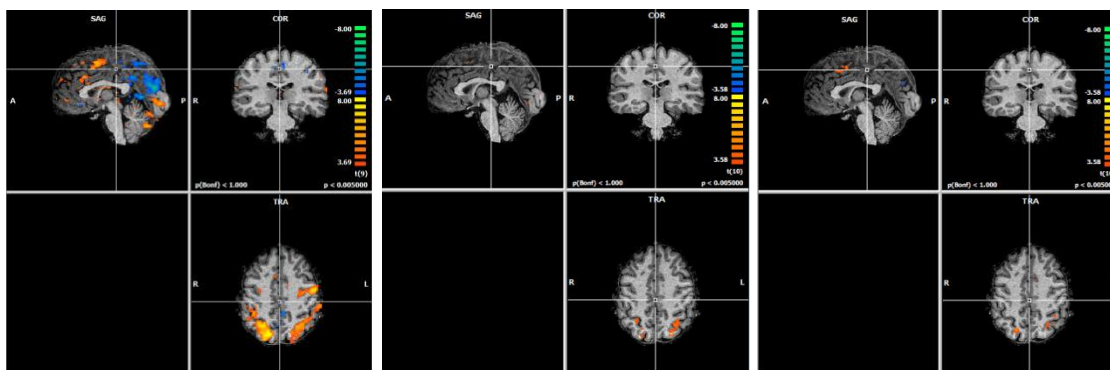 SAG
COR
-8.00
-3.69
8.00
3.69
t(9)
A
P
R
p(Bonf) < 1.000
p < 0.005000
TRA
R
L
SAG
COR
-8.00
-3.58
8.00
3.58
t(10)
A
P
R
p(Bonf) < 1.000
p < 0.005000
TRA
R
L
SAG
COR
-8.00
-3.58
8.00
3.58
A
P
R
p(Bonf) < 1.000
TRA
R